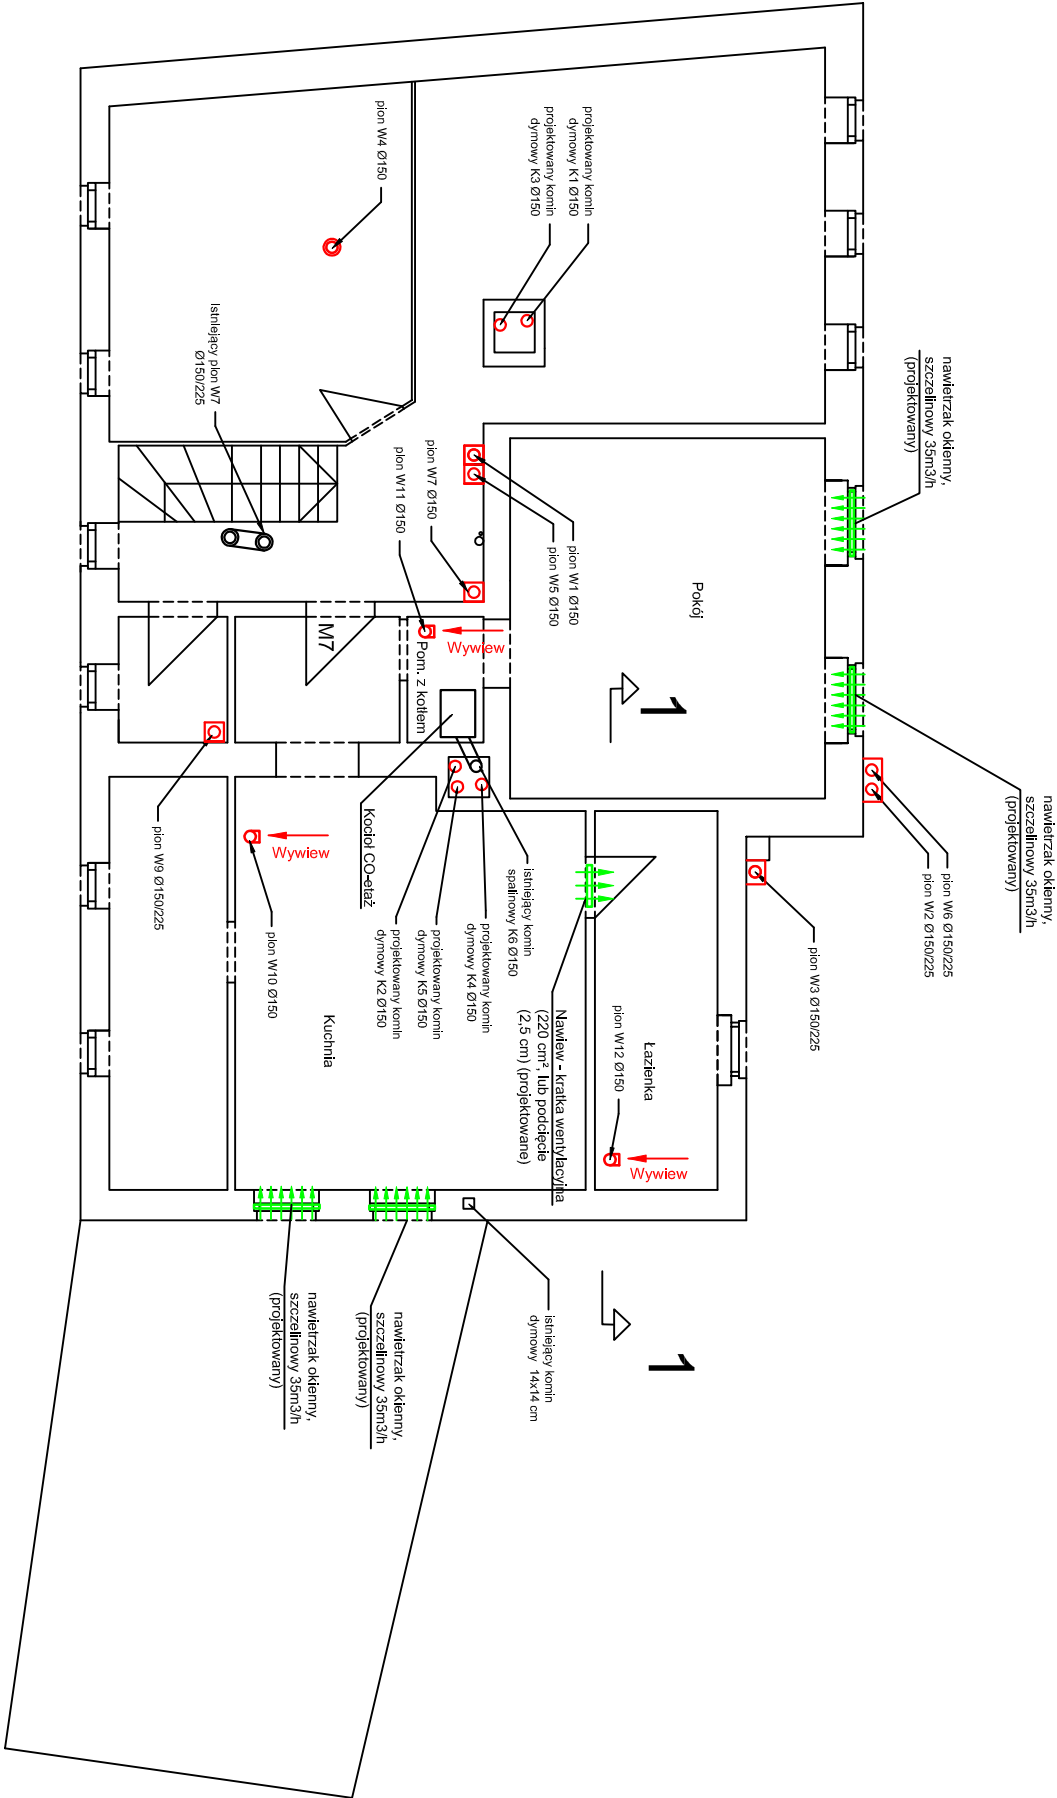 nawietrzak okienny,
szczelinowy 35m3/h
(projektowany)
nawietrzak okienny,
szczelinowy 35m3/h
(projektowany)
pion W6 Ø150/225
pion W2 Ø150/225
pion W3 Ø150/225
projektowany komin
dymowy K1 Ø150
projektowany komin
dymowy K3 Ø150
pion W4 Ø150
Istniejący pion W7
Ø150/225
pion W7 Ø150
pion W11 Ø150
pion W1 Ø150
pion W5 Ø150
Pokój
1
M7
Pom. z kotłem
Wywiew
Kocioł CO-etaż
istniejący komin
spalinowy K6 Ø150
projektowany komin
dymowy K4 Ø150
projektowany komin
dymowy K5 Ø150
projektowany komin
dymowy K2 Ø150
Wywiew
pion W9 Ø150/225
pion W10 Ø150
Kuchnia
Nawiew - kratka wentylacyjna
(220 cm², lub podcięcie
(2,5 cm) (projektowane)
Łazienka
pion W12 Ø150
Wywiew
istniejący komin
dymowy 14x14 cm
1
nawietrzak okienny,
szczelinowy 35m3/h
(projektowany)
nawietrzak okienny,
szczelinowy 35m3/h
(projektowany)